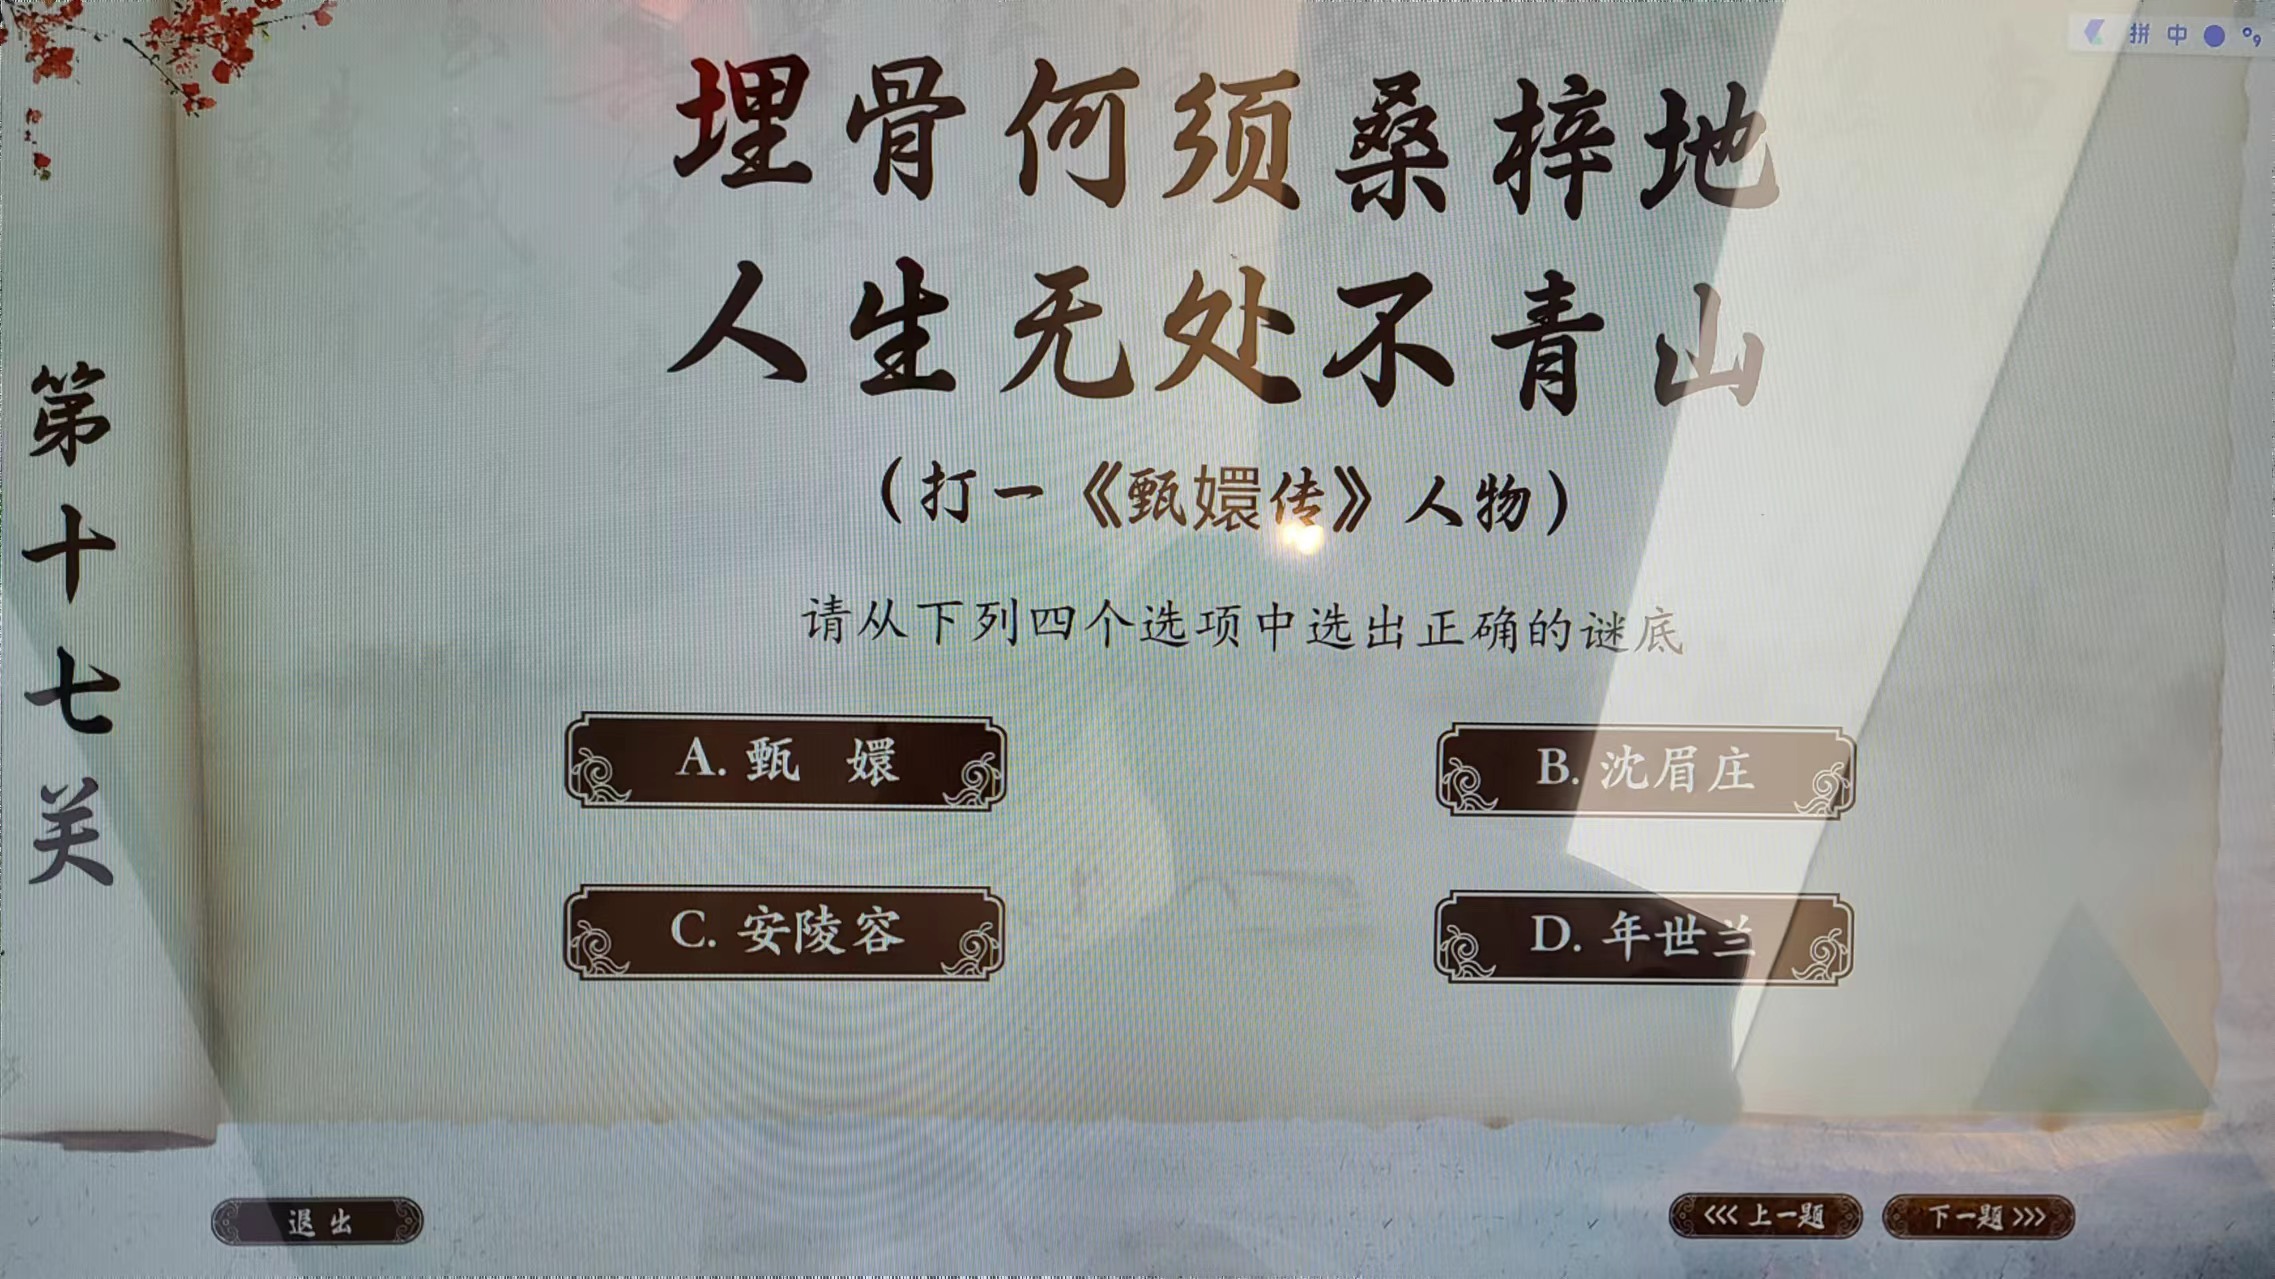 拼 中
埋骨何须桑梓地
人生无处不青山
(打一《甄嬛传》人物)
请从下列四个选项中选出正确的谜底
A. 甄 嬛
B. 沈眉庄
C. 安陵容
D. 年世兰
第十七关
退出
<<< 上一题
下一题 >>>